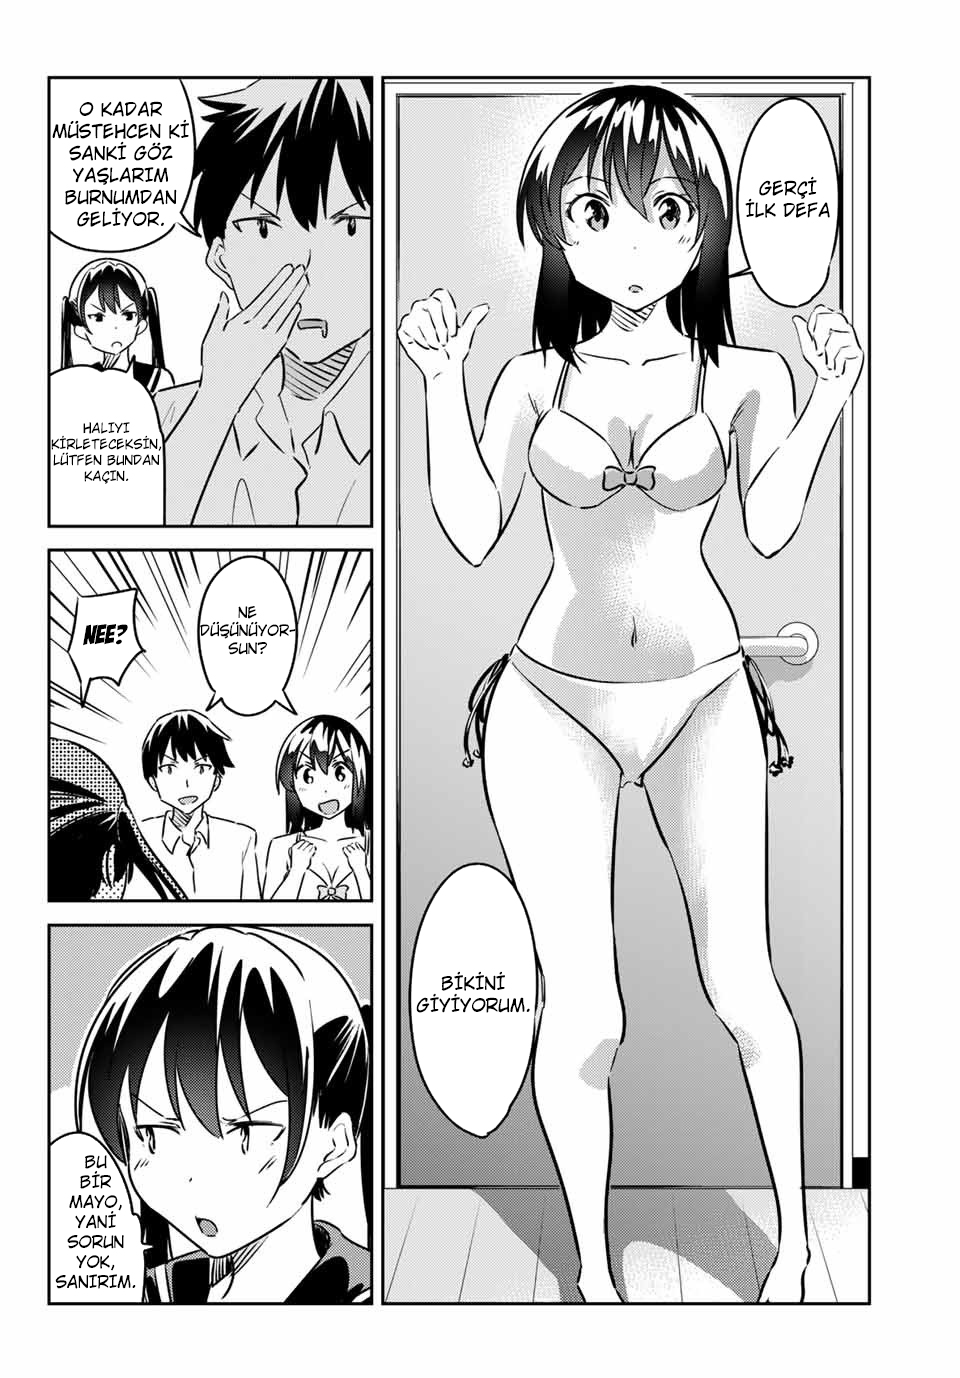 GERÇİ
İLK DEFA
BİKİNİ
GİYİYORUM.
O KADAR
MÜSTEHCEN Kİ
SANKİ GÖZ
YAŞLARIM
BURNUMDAN
GELİYOR.
HALIYI
KİRLETECEKSİN,
LÜTFEN BUNDAN
KAÇIN.
NE
DÜŞÜNÜYOR-
SUN?
NEE?
BU
BİR
MAYO,
YANİ
SORUN
YOK,
SANIRIM.